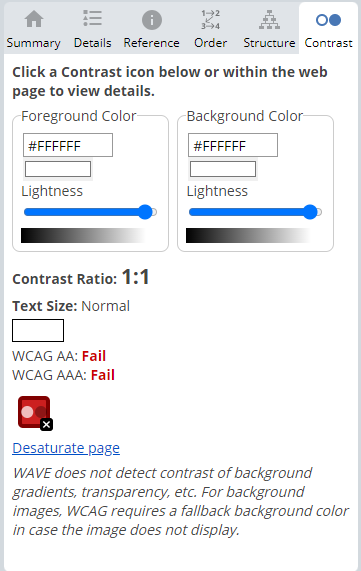 Summary Details Reference Order Structure Contrast
1→2
3→4
Click a Contrast icon below or within the web
page to view details.
Foreground Color
#FFFFFF
Lightness
Background Color
#FFFFFF
Lightness
Contrast Ratio: 1:1
Text Size: Normal
WCAG AA: Fail
WCAG AAA: Fail
Desaturate page
WAVE does not detect contrast of background
gradients, transparency, etc. For background
images, WCAG requires a fallback background color
in case the image does not display.